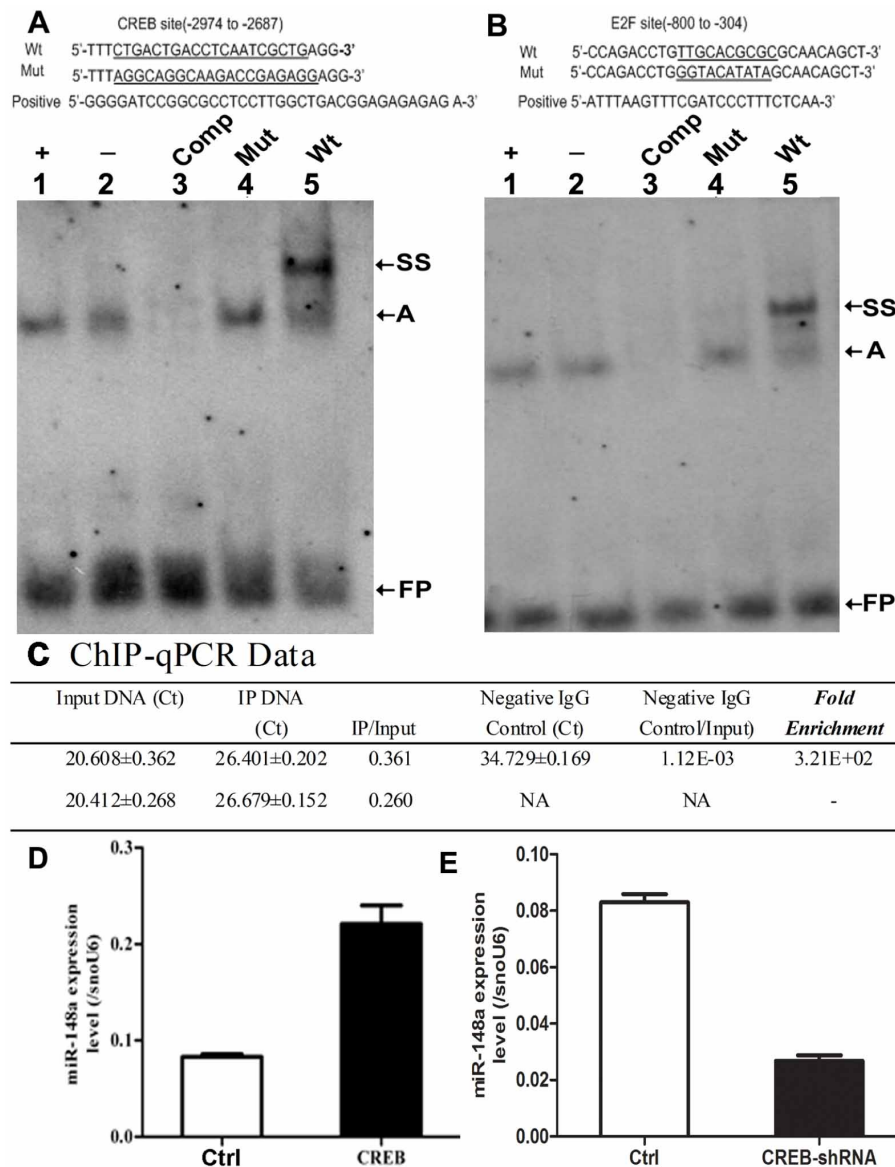 A
CREB site(-2974 to -2687)
Wt 5'-TTTCTGACTGACCTCAATCGCTGAGG-3'
Mut 5'-TTTAGGCAGGCAAGACCGAGAGGAGG-3'
Positive 5'-GGGGATCCGGCGCCTCCTTGGCTGACGGAGAGAGAGAG A-3'
+ – Comp Mut Wt
1 2 3 4 5
←SS
←A
←FP
B
E2F site(-800 to -304)
Wt 5'-CCAGACCTGTTGCACGCGCGCAACAGCT-3'
Mut 5'-CCAGACCTGGGTACATATAGCAACAGCT-3'
Positive 5'-ATTTAAGTTTCGATCCCTTTCTCAA-3'
+ – Comp Mut Wt
1 2 3 4 5
←SS
←A
←FP
C ChIP-qPCR Data
Input DNA (Ct) IP DNA Negative IgG Negative IgG Fold
(Ct) IP/Input Control (Ct) Control/Input) Enrichment
20.608±0.362 26.401±0.202 0.361 34.729±0.169 1.12E-03 3.21E+02
20.412±0.268 26.679±0.152 0.260 NA NA -
D
miR-148a expression
level (/snoU6)
0.3
0.2
0.1
0.0
Ctrl CREB
E
miR-148a expression
level (/snoU6)
0.10
0.08
0.06
0.04
0.02
0.00
Ctrl CREB-shRNA